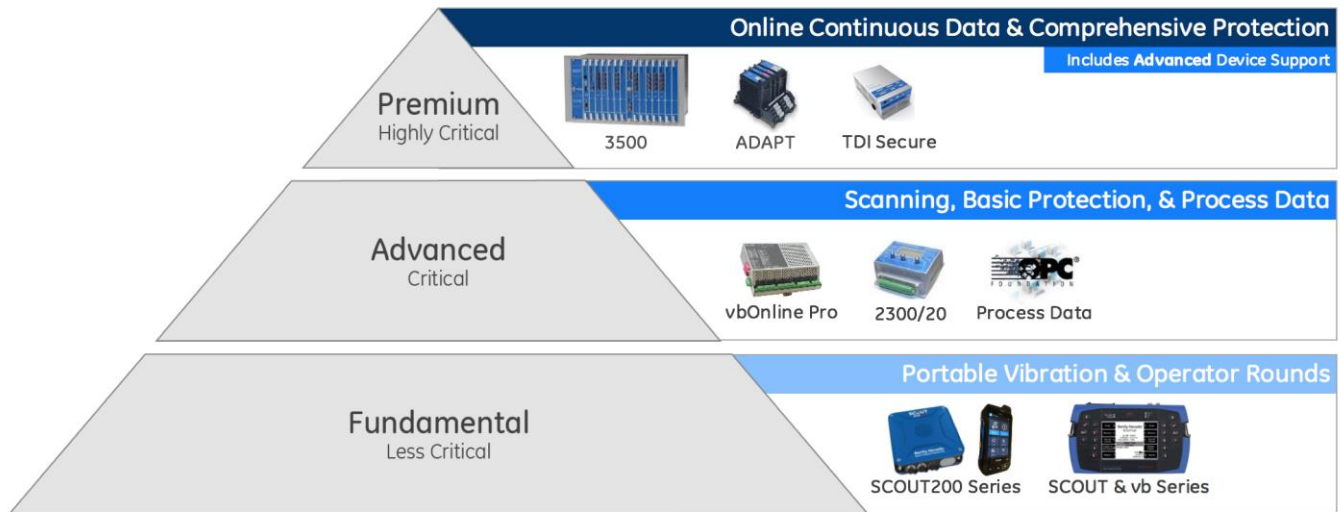 Online Continuous Data & Comprehensive Protection
Includes Advanced Device Support
Premium
Highly Critical
3500
ADAPT
TDI Secure
Scanning, Basic Protection, & Process Data
Advanced
Critical
OPC®
FOUNDATION
vbOnline Pro
2300/20
Process Data
Portable Vibration & Operator Rounds
Fundamental
Less Critical
SCOUT
SCOUT200 Series
SCOUT & vb Series